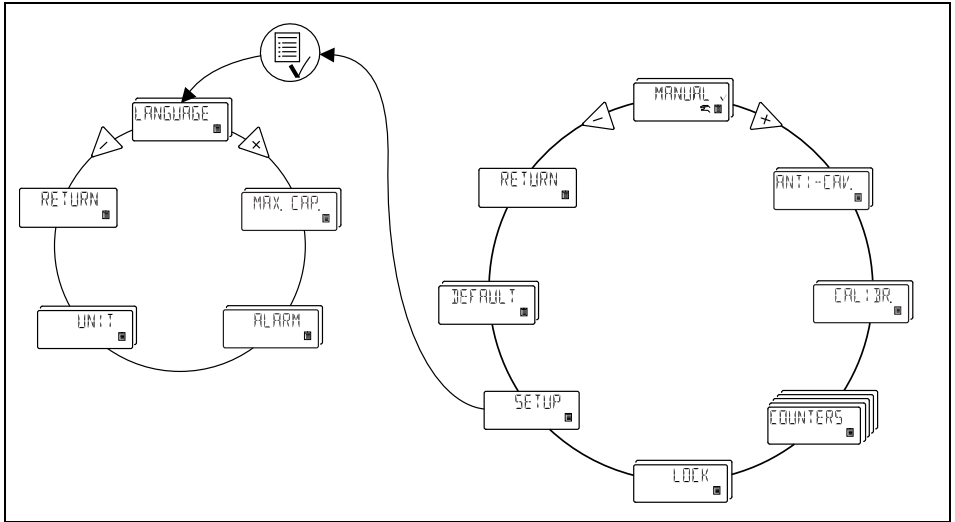 LANGUAGE
MAX. CAP.
ALARM
UNIT
RETURN
MANUAL
ANTI-CAV.
CALIBR.
COUNTERS
LOCK
SETUP
DEFAULT
RETURN